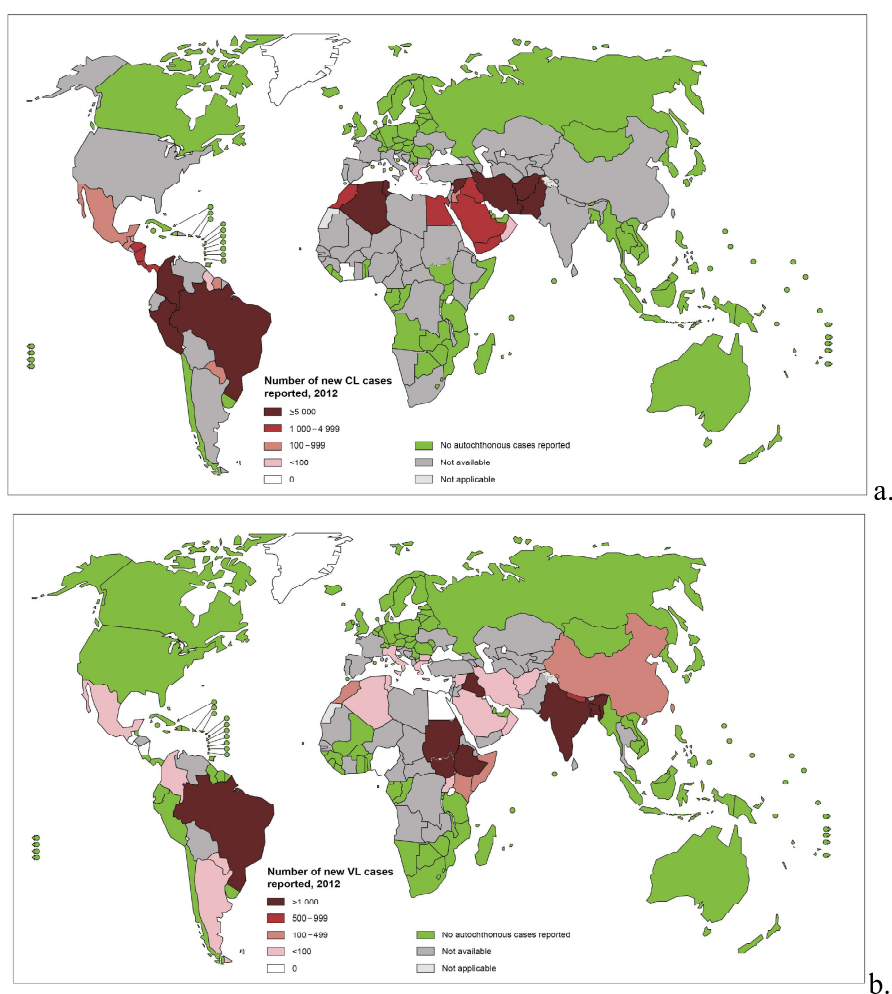 Number of new CL cases
reported, 2012
≥5 000
1 000–4 999
100–999
<100
0
No autochthonous cases reported
Not available
Not applicable
a.
Number of new VL cases
reported, 2012
>1 000
500–999
100–499
<100
0
No autochthonous cases reported
Not available
Not applicable
b.